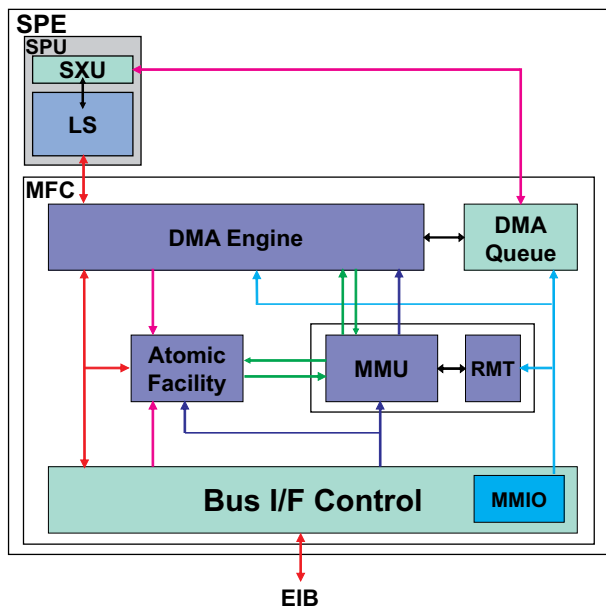 SPE
SPU
SXU
LS
MFC
DMA Engine
DMA
Queue
Atomic
Facility
MMU
RMT
Bus I/F Control
MMIO
EIB